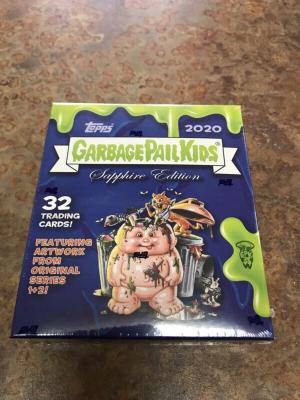 Topps
2020
GARBAGE PAIL KIDS
Sapphire Edition
32
TRADING
CARDS!
FEATURING
ARTWORK
FROM
ORIGINAL
SERIES
1+2!